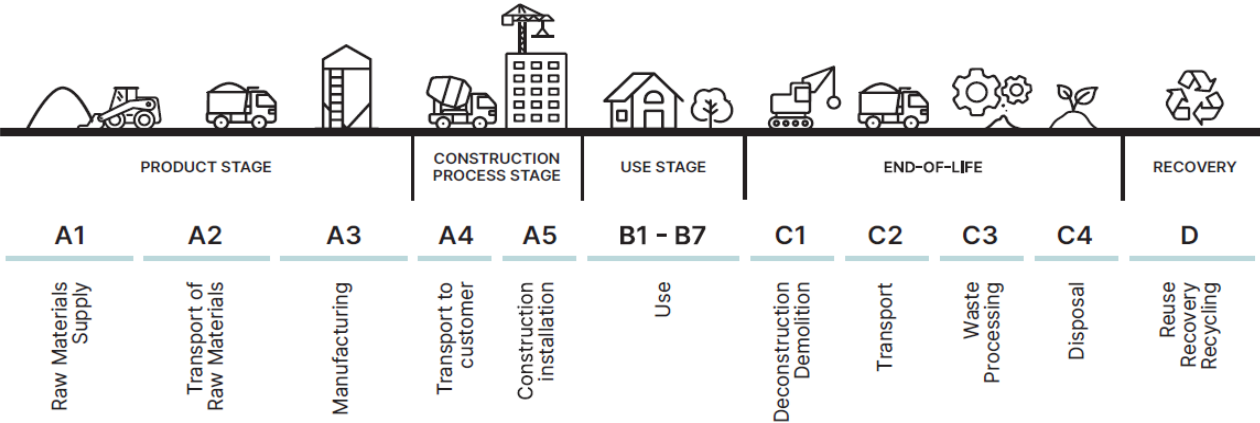 PRODUCT STAGE
CONSTRUCTION
PROCESS STAGE
USE STAGE
END-OF-LIFE
RECOVERY
A1
A2
A3
A4
A5
B1 - B7
C1
C2
C3
C4
D
Raw Materials
Supply
Transport of
Raw Materials
Manufacturing
Transport to
customer
Construction
installation
Use
Deconstruction
Demolition
Transport
Waste
Processing
Disposal
Reuse
Recovery
Recycling